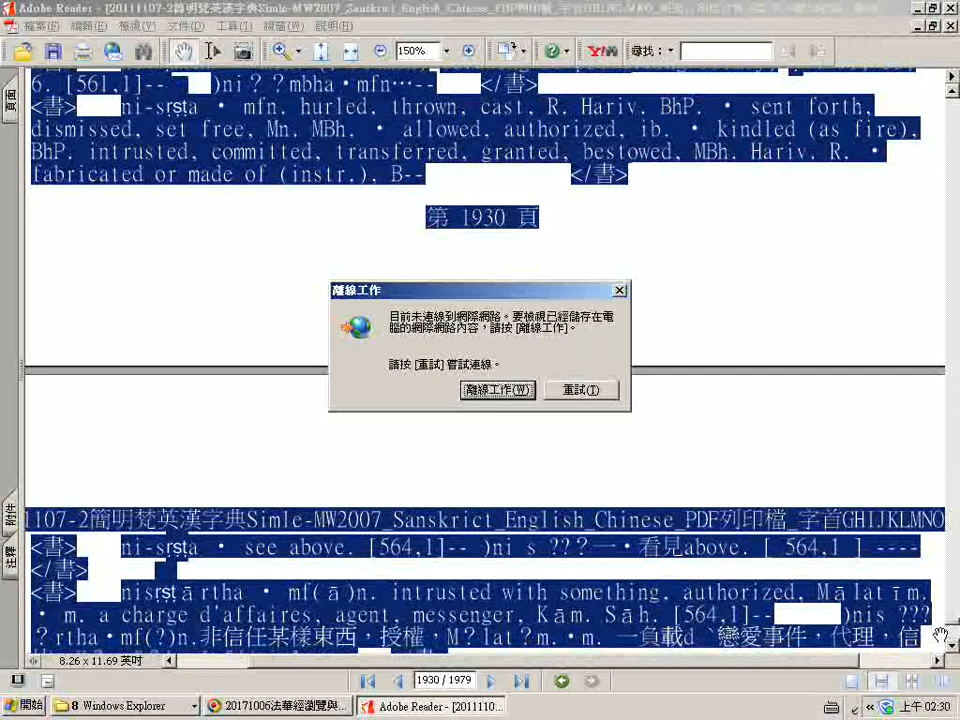 Adobe Reader - [20111107-2簡明梵英漢字典Simle-MW2007_Sanskrict_English_Chinese_PDF列印檔_字首GHIJKLMNO
檔案(F) 編輯(E) 檢視(V) 文件(D) 工具(T) 視窗(W) 說明(H)
150% Y! 尋找:
頁面
6. [561,1]-- )ni？？mbha‧mfn…-- </書>
<書> ni-sṛṣṭa ‧ mfn. hurled, thrown, cast, R. Hariv. BhP. ‧ sent forth,
dismissed, set free, Mn. MBh. ‧ allowed, authorized, ib. ‧ kindled (as fire),
BhP. intrusted, committed, transferred, granted, bestowed, MBh. Hariv. R. ‧
fabricated or made of (instr.), B-- </書>
第 1930 頁
離線工作
目前未連線到網際網路。要檢視已經儲存在電
腦的網際網路內容，請按 [離線工作]。
請按 [重試] 嘗試連線。
離線工作(W) 重試(T)
附件
注釋
1107-2簡明梵英漢字典Simle-MW2007_Sanskrict_English_Chinese_PDF列印檔_字首GHIJKLMNO
<書> ni-sṛṣṭa ‧ see above. [564,1]-- )ni s ???一‧看見above. [ 564,1 ] ----
</書>
<書> nisṛṣṭārtha ‧ mf(ā)n. intrusted with something, authorized, Mālatīm.
‧ m. a charge d'affaires, agent, messenger, Kām. Sāh. [564,1]-- )nis ???
？rtha‧mf(?)n.非信任某樣東西，授權，M？lat？m.‧m. 一負載d`戀愛事件，代理，信
8.26 x 11.69 英吋
1930 / 1979
開始 8 Windows Explorer 20171006法華經瀏覽與... Adobe Reader - [2011110... 上午 02:30